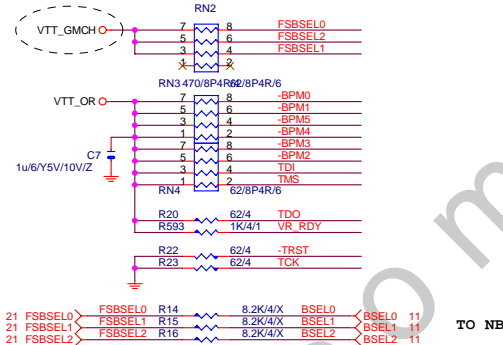 RN2
VTT_GMCH 7 8 FSBSEL0
5 6 FSBSEL2
3 4 FSBSEL1
1 2
RN3 470/8P4R/6 62/8P4R/6
VTT_OR 7 8 -BPM0
5 6 -BPM1
3 4 -BPM5
1 2 -BPM4
7 8 -BPM3
C7 5 6 -BPM2
1u/6/Y5V/10V/Z 3 4 TDI
1 2 TMS
RN4 62/8P4R/6
R20 62/4 TDO
R593 1K/4/1 VR_RDY
R22 62/4 -TRST
R23 62/4 TCK
21 FSBSEL0 FSBSEL0 R14 8.2K/4/X BSEL0 BSEL0 11
21 FSBSEL1 FSBSEL1 R15 8.2K/4/X BSEL1 BSEL1 11 TO NB
21 FSBSEL2 FSBSEL2 R16 8.2K/4/X BSEL2 BSEL2 11
o m